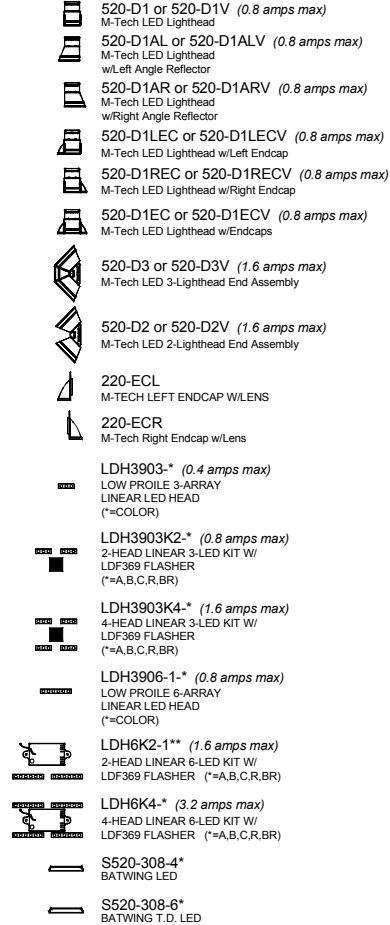 520-D1 or 520-D1V (0.8 amps max)
M-Tech LED Lighthead
520-D1AL or 520-D1ALV (0.8 amps max)
M-Tech LED Lighthead
w/Left Angle Reflector
520-D1AR or 520-D1ARV (0.8 amps max)
M-Tech LED Lighthead
w/Right Angle Reflector
520-D1LEC or 520-D1LECV (0.8 amps max)
M-Tech LED Lighthead w/Left Endcap
520-D1REC or 520-D1RECV (0.8 amps max)
M-Tech LED Lighthead w/Right Endcap
520-D1EC or 520-D1ECV (0.8 amps max)
M-Tech LED Lighthead w/Endcaps
520-D3 or 520-D3V (1.6 amps max)
M-Tech LED 3-Lighthead End Assembly
520-D2 or 520-D2V (1.6 amps max)
M-Tech LED 2-Lighthead End Assembly
220-ECL
M-TECH LEFT ENDCAP W/LENS
220-ECR
M-Tech Right Endcap w/Lens
LDH3903-* (0.4 amps max)
LOW PROILE 3-ARRAY
LINEAR LED HEAD
(*=COLOR)
LDH3903K2-* (0.8 amps max)
2-HEAD LINEAR 3-LED KIT W/
LDF369 FLASHER
(*=A,B,C,R,BR)
LDH3903K4-* (1.6 amps max)
4-HEAD LINEAR 3-LED KIT W/
LDF369 FLASHER
(*=A,B,C,R,BR)
LDH3906-1-* (0.8 amps max)
LOW PROILE 6-ARRAY
LINEAR LED HEAD
(*=COLOR)
LDH6K2-1** (1.6 amps max)
2-HEAD LINEAR 6-LED KIT W/
LDF369 FLASHER (*=A,B,C,R,BR)
LDH6K4-* (3.2 amps max)
4-HEAD LINEAR 6-LED KIT W/
LDF369 FLASHER (*=A,B,C,R,BR)
S520-308-4*
BATWING LED
S520-308-6*
BATWING T.D. LED